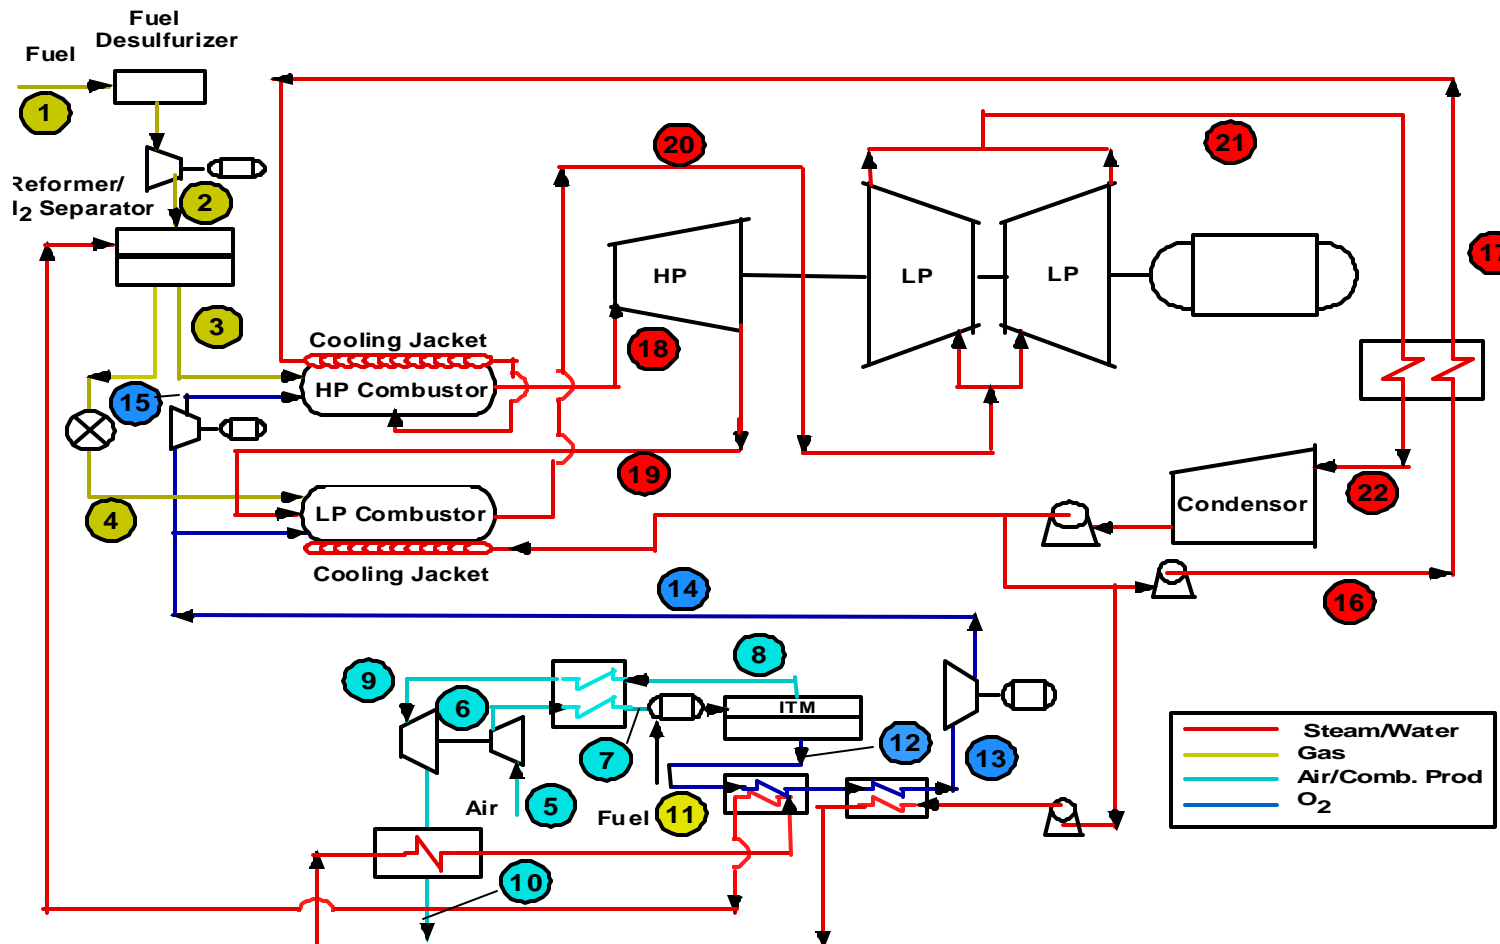 Fuel
Desulfurizer
Fuel
1
20
21
Reformer/
2 Separator
2
17
HP
LP
LP
3
Cooling Jacket
18
HP Combustor
15
19
22
4
LP Combustor
Condensor
Cooling Jacket
14
16
8
9
6
ITM
7
12
13
Air
5
Fuel
11
10
Steam/Water
Gas
Air/Comb. Prod
O2